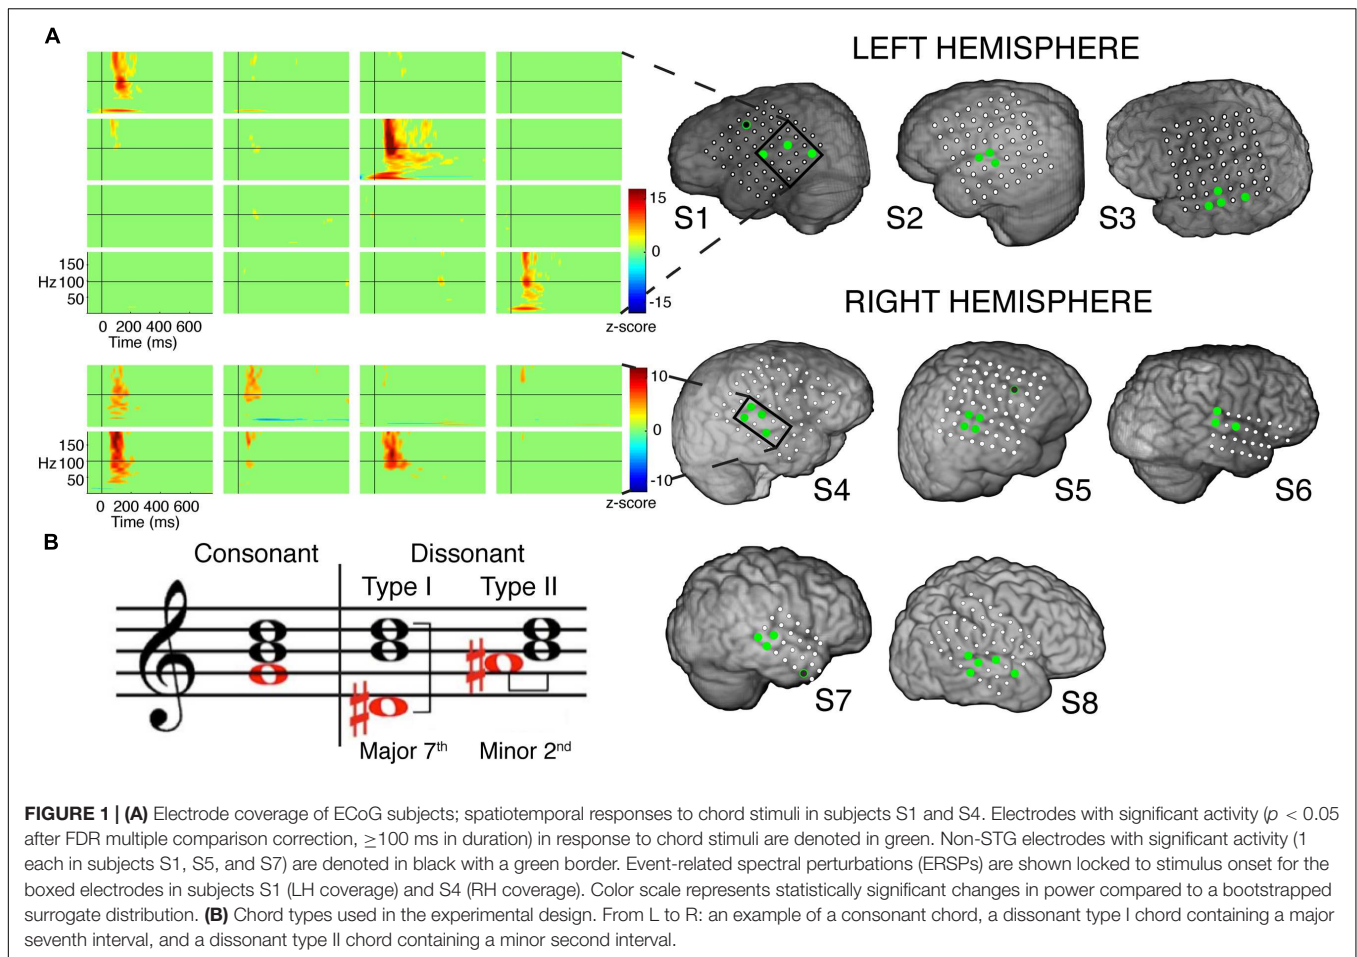 A
LEFT HEMISPHERE
S1
S2
S3
15
0
-15
z-score
150
Hz 100
50
0 200 400 600
Time (ms)
RIGHT HEMISPHERE
10
0
-10
z-score
150
Hz 100
50
0 200 400 600
Time (ms)
S4
S5
S6
S7
S8
B
Consonant
Dissonant
Type I
Type II
Major 7th
Minor 2nd
FIGURE 1 | (A) Electrode coverage of ECoG subjects; spatiotemporal responses to chord stimuli in subjects S1 and S4. Electrodes with significant activity (p < 0.05
after FDR multiple comparison correction, ≥100 ms in duration) in response to chord stimuli are denoted in green. Non-STG electrodes with significant activity (1
each in subjects S1, S5, and S7) are denoted in black with a green border. Event-related spectral perturbations (ERSPs) are shown locked to stimulus onset for the
boxed electrodes in subjects S1 (LH coverage) and S4 (RH coverage). Color scale represents statistically significant changes in power compared to a bootstrapped
surrogate distribution. (B) Chord types used in the experimental design. From L to R: an example of a consonant chord, a dissonant type I chord containing a major
seventh interval, and a dissonant type II chord containing a minor second interval.